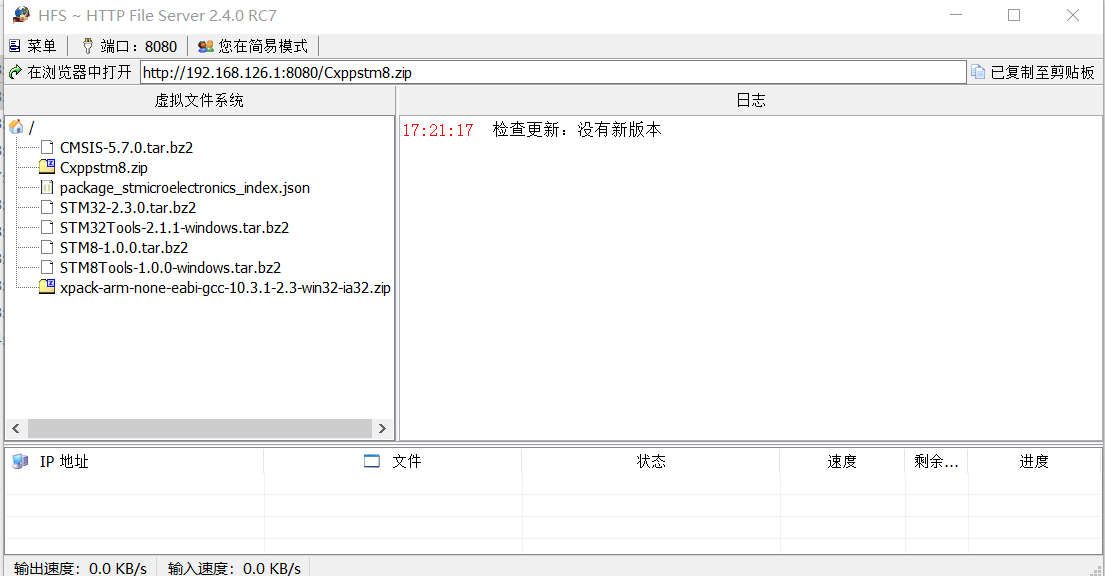 HFS ~ HTTP File Server 2.4.0 RC7
菜单 端口：8080 您在简易模式
在浏览器中打开 http://192.168.126.1:8080/Cxppstm8.zip 已复制至剪贴板
虚拟文件系统 日志
/
CMSIS-5.7.0.tar.bz2
Cxppstm8.zip
package_stmicroelectronics_index.json
STM32-2.3.0.tar.bz2
STM32Tools-2.1.1-windows.tar.bz2
STM8-1.0.0.tar.bz2
STM8Tools-1.0.0-windows.tar.bz2
xpack-arm-none-eabi-gcc-10.3.1-2.3-win32-ia32.zip
17:21:17 检查更新：没有新版本
IP 地址 文件 状态 速度 剩余... 进度
输出速度：0.0 KB/s 输入速度：0.0 KB/s